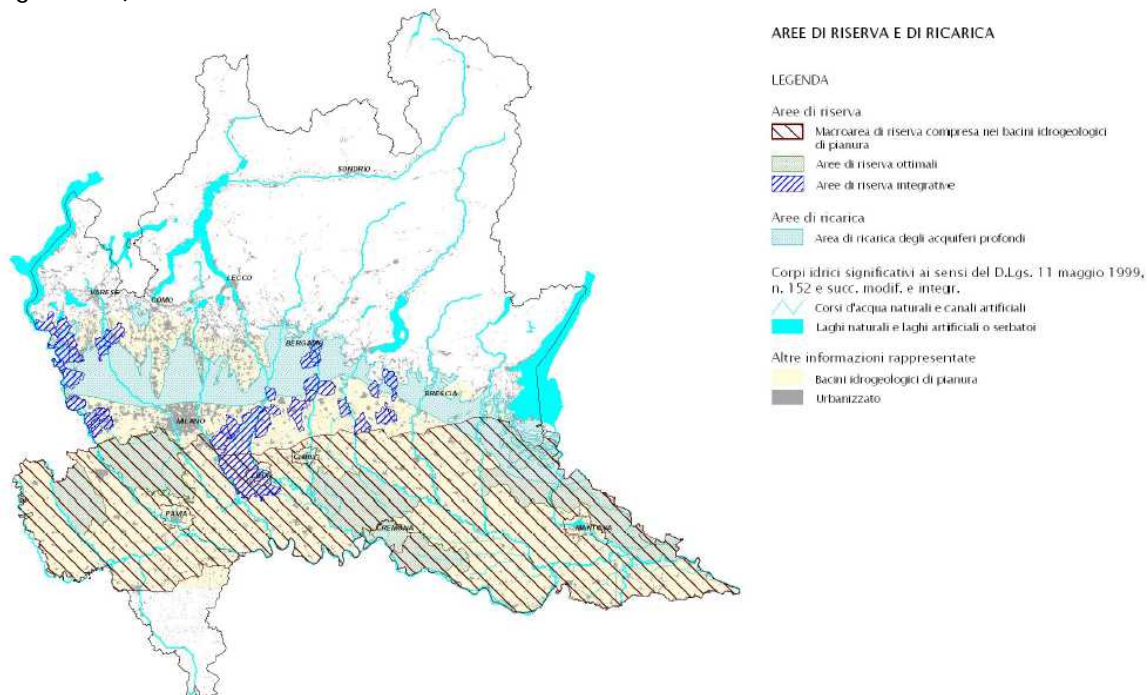 AREE DI RISERVA E DI RICARICA
LEGENDA
Aree di riserva
Macroarea di riserva compresa nei bacini idrogeologici
di pianura
Aree di riserva ottimali
Aree di riserva integrative
Aree di ricarica
Area di ricarica degli acquiferi profondi
Corpi idrici significativi ai sensi del D.Lgs. 11 maggio 1999,
n. 152 e succ. modif. e integr.
Corsi d'acqua naturali e canali artificiali
Laghi naturali e laghi artificiali o serbatoi
Altre informazioni rappresentate
Bacini idrogeologici di pianura
Urbanizzato
SONDRIO
LECCO
VARESE
COMO
BERGAMO
BRESCIA
MILANO
CREMA
LODI
PAVIA
CREMONA
MANTOVA